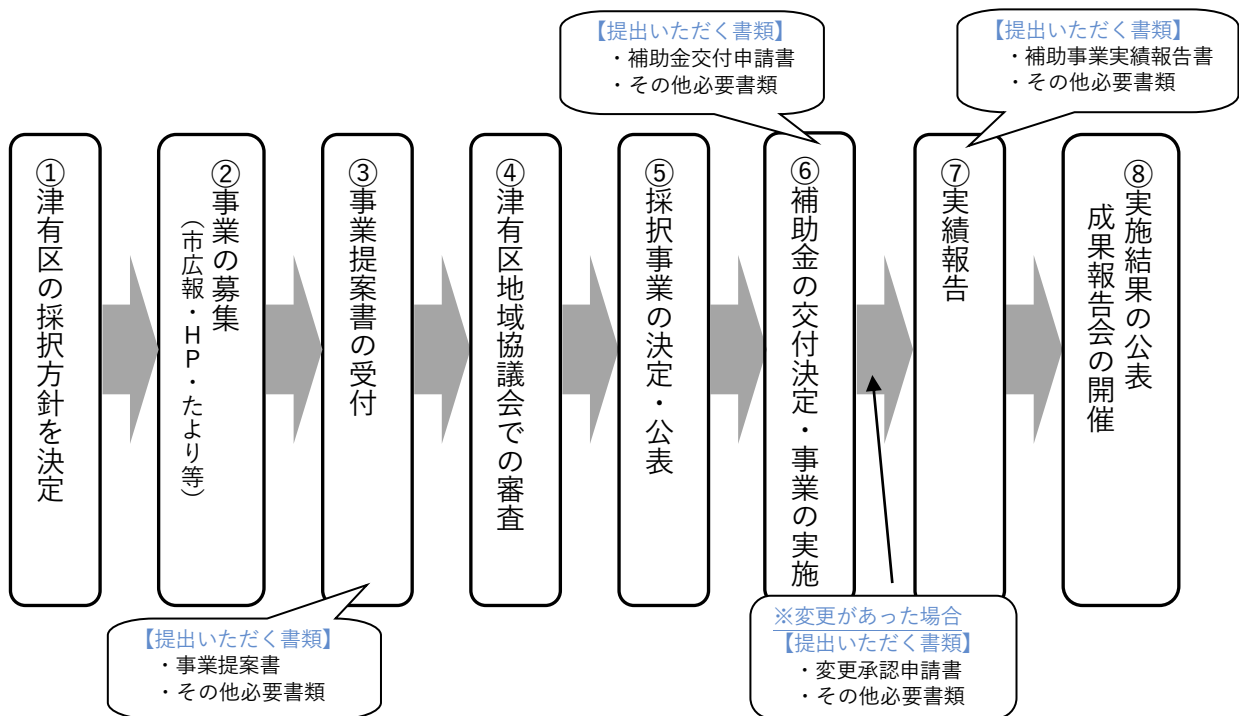 【提出いただく書類】
・補助金交付申請書
・その他必要書類
【提出いただく書類】
・補助事業実績報告書
・その他必要書類
①津有区の採択方針を決定
②事業の募集
（市広報・ＨＰ・たより等）
③事業提案書の受付
④津有区地域協議会での審査
⑤採択事業の決定・公表
⑥補助金の交付決定・事業の実施
⑦実績報告
⑧実施結果の公表
成果報告会の開催
【提出いただく書類】
・事業提案書
・その他必要書類
※変更があった場合
【提出いただく書類】
・変更承認申請書
・その他必要書類